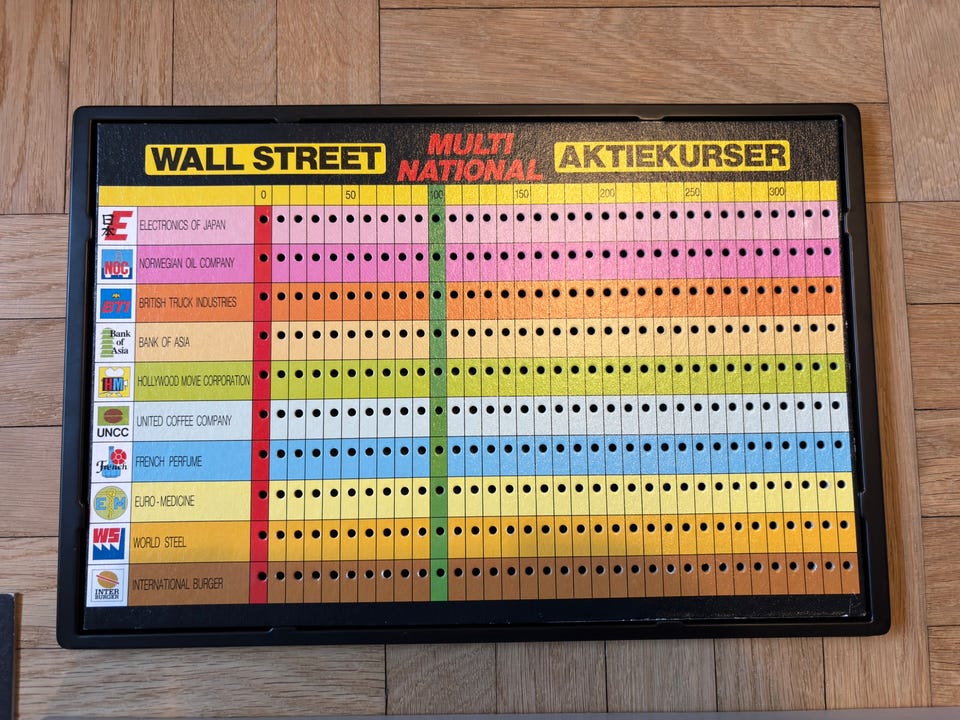 WALL STREET MULTI NATIONAL AKTIEKURSER
0 50 100 150 200 250 300
日本 E ELECTRONICS OF JAPAN
NOC NORWEGIAN OIL COMPANY
BTI BRITISH TRUCK INDUSTRIES
Bank of Asia BANK OF ASIA
HM HOLLYWOOD MOVIE CORPORATION
UNCC UNITED COFFEE COMPANY
French FRENCH PERFUME
EM EURO-MEDICINE
WS WORLD STEEL
INTER BURGER INTERNATIONAL BURGER